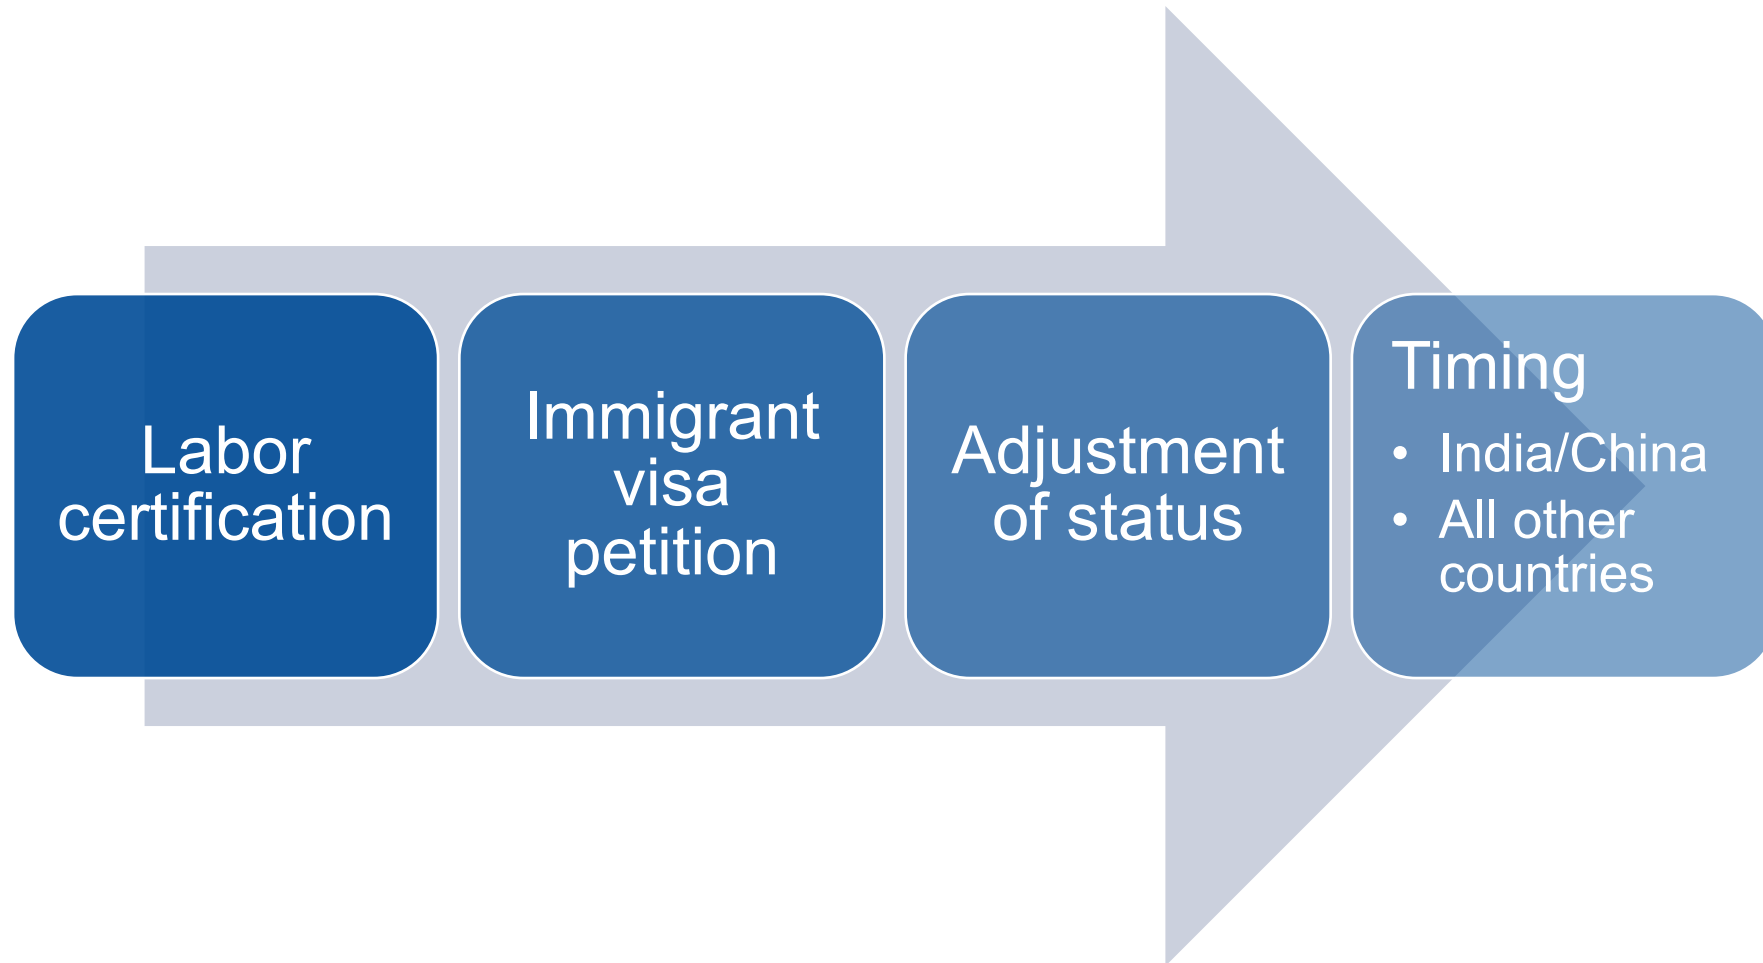 Labor
certification
Immigrant
visa
petition
Adjustment
of status
Timing
• India/China
• All other
countries